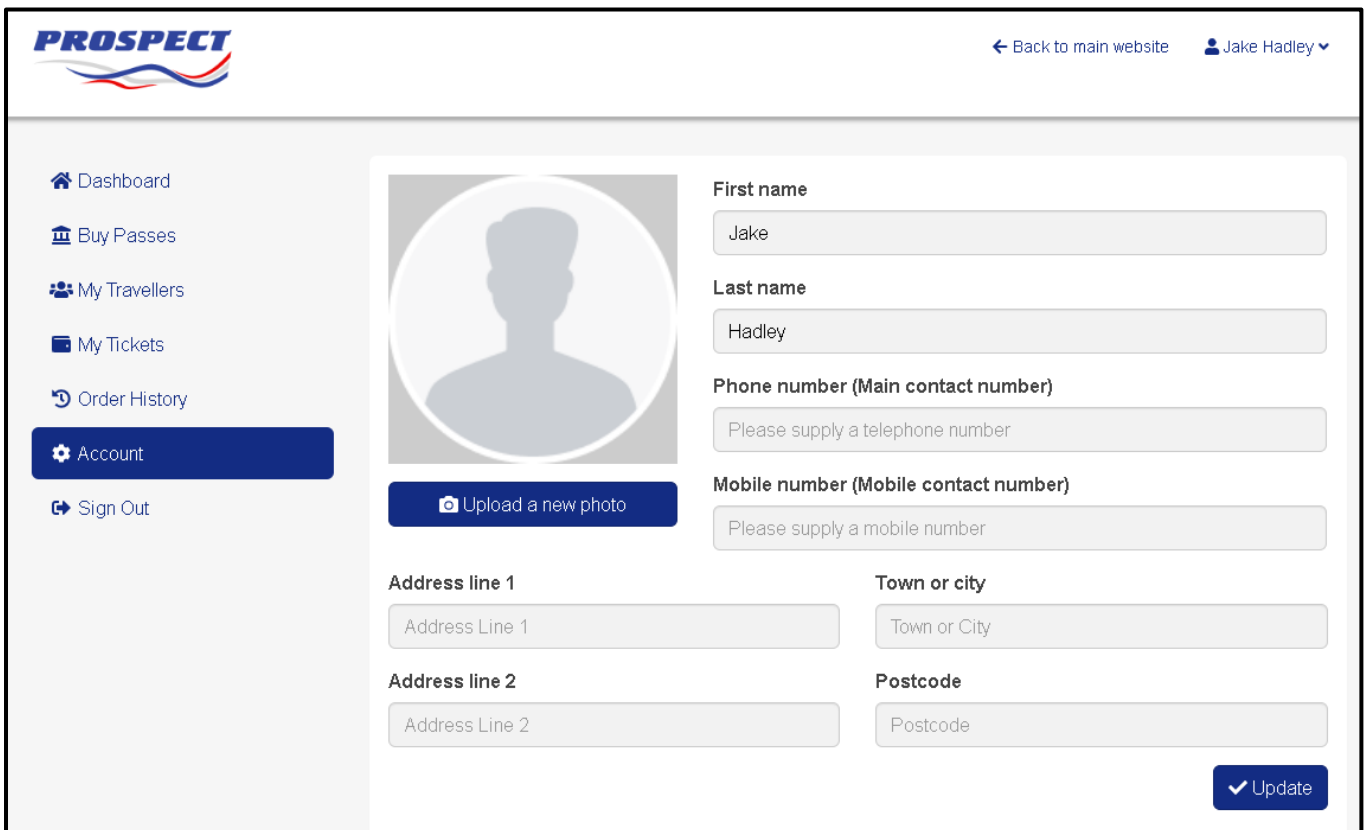 PROSPECT
Back to main website
Jake Hadley
Dashboard
Buy Passes
My Travellers
My Tickets
Order History
Account
Sign Out
Upload a new photo
First name
Jake
Last name
Hadley
Phone number (Main contact number)
Please supply a telephone number
Mobile number (Mobile contact number)
Please supply a mobile number
Address line 1
Address Line 1
Town or city
Town or City
Address line 2
Address Line 2
Postcode
Postcode
Update